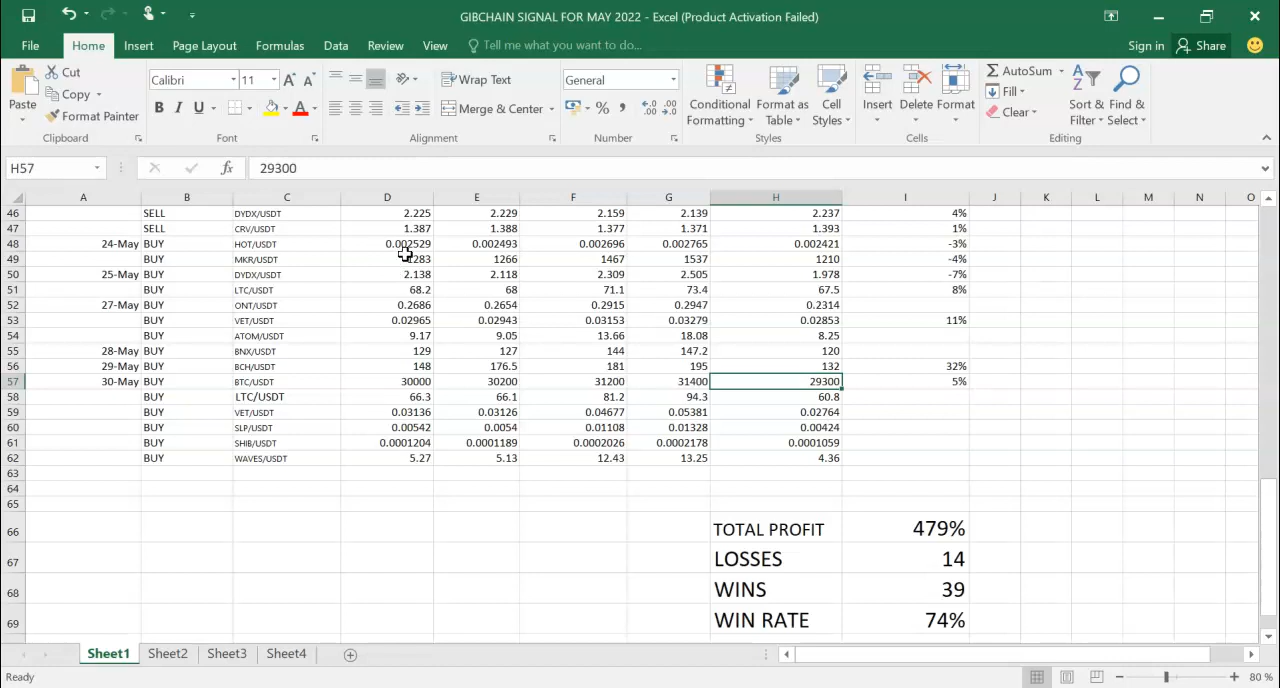 GIBCHAIN SIGNAL FOR MAY 2022 - Excel (Product Activation Failed)
File Home Insert Page Layout Formulas Data Review View Tell me what you want to do... Sign in Share
Cut
Copy
Format Painter
Paste
Clipboard
Calibri 11
B I U
Font
Wrap Text
Merge & Center
Alignment
General
Number
Conditional Formatting
Format as Table
Cell Styles
Styles
Insert Delete Format
Cells
AutoSum
Fill
Clear
Sort & Filter
Find & Select
Editing
H57 fx 29300
A B C D E F G H I J K L M N O
46 SELL DYDX/USDT 2.225 2.229 2.159 2.139 2.237 4%
47 SELL CRV/USDT 1.387 1.388 1.377 1.371 1.393 1%
48 24-May BUY HOT/USDT 0.002529 0.002493 0.002696 0.002765 0.002421 -3%
49 BUY MKR/USDT 1283 1266 1467 1537 1210 -4%
50 25-May BUY DYDX/USDT 2.138 2.118 2.309 2.505 1.978 -7%
51 BUY LTC/USDT 68.2 68 71.1 73.4 67.5 8%
52 27-May BUY ONT/USDT 0.2686 0.2654 0.2915 0.2947 0.2314
53 BUY VET/USDT 0.02965 0.02943 0.03153 0.03279 0.02853 11%
54 BUY ATOM/USDT 9.17 9.05 13.66 18.08 8.25
55 28-May BUY BNX/USDT 129 127 144 147.2 120
56 29-May BUY BCH/USDT 148 176.5 181 195 132 32%
57 30-May BUY BTC/USDT 30000 30200 31200 31400 29300 5%
58 BUY LTC/USDT 66.3 66.1 81.2 94.3 60.8
59 BUY VET/USDT 0.03136 0.03126 0.04677 0.05381 0.02764
60 BUY SLP/USDT 0.00542 0.0054 0.01108 0.01328 0.00424
61 BUY SHIB/USDT 0.0001204 0.0001189 0.0002026 0.0002178 0.0001059
62 BUY WAVES/USDT 5.27 5.13 12.43 13.25 4.36
63
64
65
66 TOTAL PROFIT 479%
67 LOSSES 14
68 WINS 39
69 WIN RATE 74%
Sheet1 Sheet2 Sheet3 Sheet4
Ready 80 %